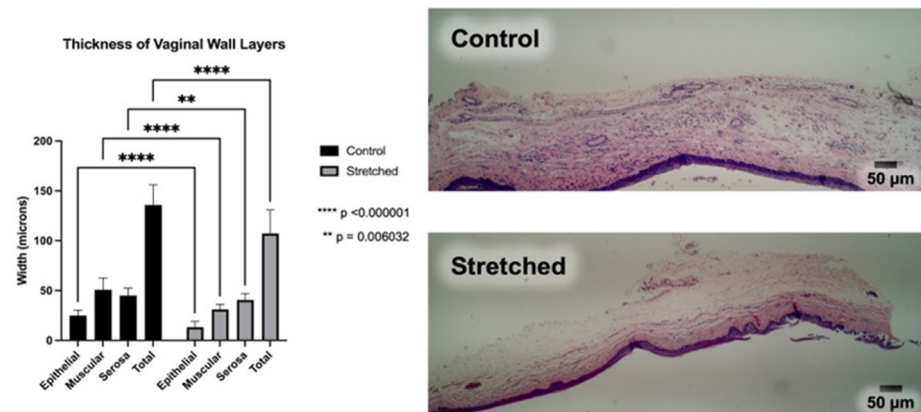 Thickness of Vaginal Wall Layers
****
**
****
****
Width (microns)
200
150
100
50
0
Epithelial
Muscular
Serosa
Total
Epithelial
Muscular
Serosa
Total
Control
Stretched
**** p <0.000001
** p = 0.006032
Control
50 µm
Stretched
50 µm